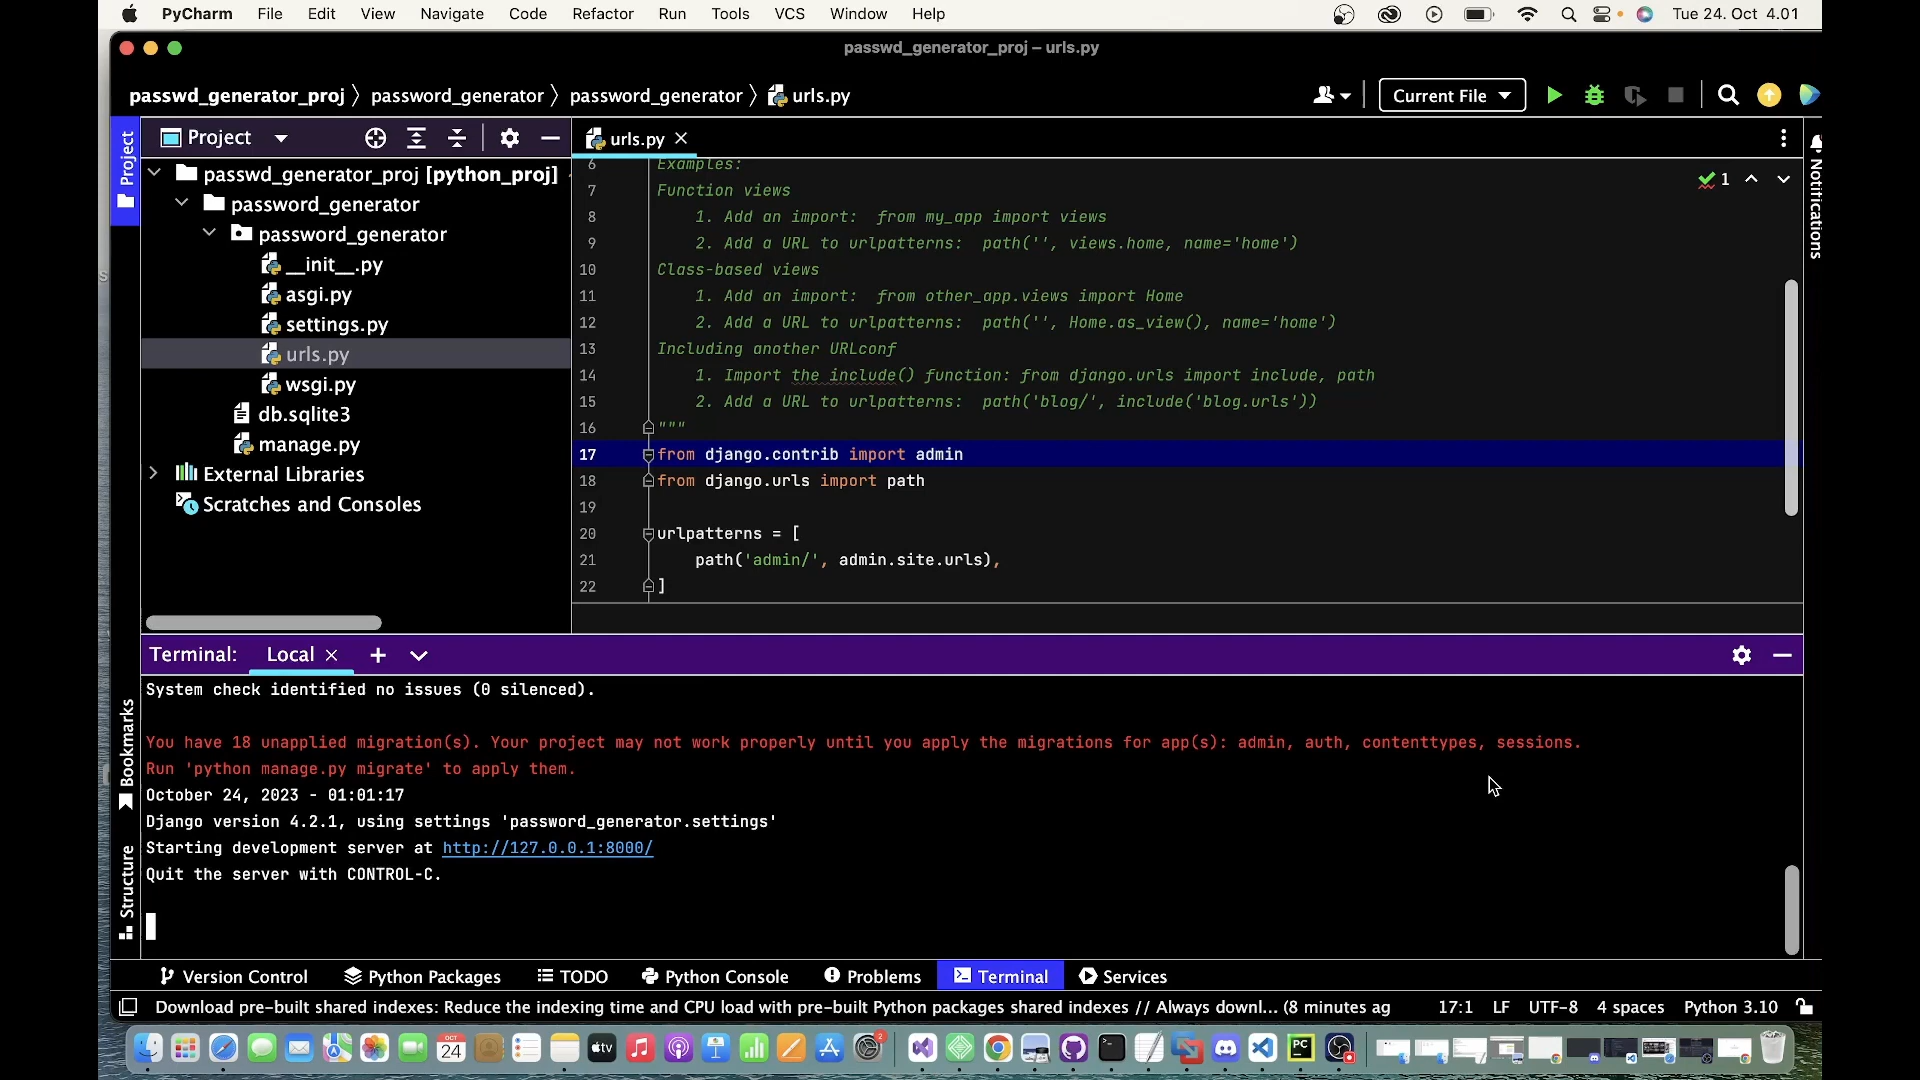 PyCharm File Edit View Navigate Code Refactor Run Tools VCS Window Help Tue 24. Oct 4.01
passwd_generator_proj – urls.py
passwd_generator_proj password_generator password_generator urls.py Current File
Project
Project
urls.py
Notifications
passwd_generator_proj [python_proj]
password_generator
password_generator
__init__.py
asgi.py
settings.py
urls.py
wsgi.py
db.sqlite3
manage.py
External Libraries
Scratches and Consoles
1
6 Examples:
7 Function views
8 1. Add an import:  from my_app import views
9 2. Add a URL to urlpatterns:  path('', views.home, name='home')
10 Class-based views
11 1. Add an import:  from other_app.views import Home
12 2. Add a URL to urlpatterns:  path('', Home.as_view(), name='home')
13 Including another URLconf
14 1. Import the include() function: from django.urls import include, path
15 2. Add a URL to urlpatterns:  path('blog/', include('blog.urls'))
16 """
17 from django.contrib import admin
18 from django.urls import path
19
20 urlpatterns = [
21 path('admin/', admin.site.urls),
22 ]
Terminal: Local
System check identified no issues (0 silenced).
You have 18 unapplied migration(s). Your project may not work properly until you apply the migrations for app(s): admin, auth, contenttypes, sessions.
Run 'python manage.py migrate' to apply them.
October 24, 2023 - 01:01:17
Django version 4.2.1, using settings 'password_generator.settings'
Starting development server at http://127.0.0.1:8000/
Quit the server with CONTROL-C.
Bookmarks
Structure
Version Control Python Packages TODO Python Console Problems Terminal Services
Download pre-built shared indexes: Reduce the indexing time and CPU load with pre-built Python packages shared indexes // Always downl... (8 minutes ag 17:1 LF UTF-8 4 spaces Python 3.10
OCT
24
tv
2
PC